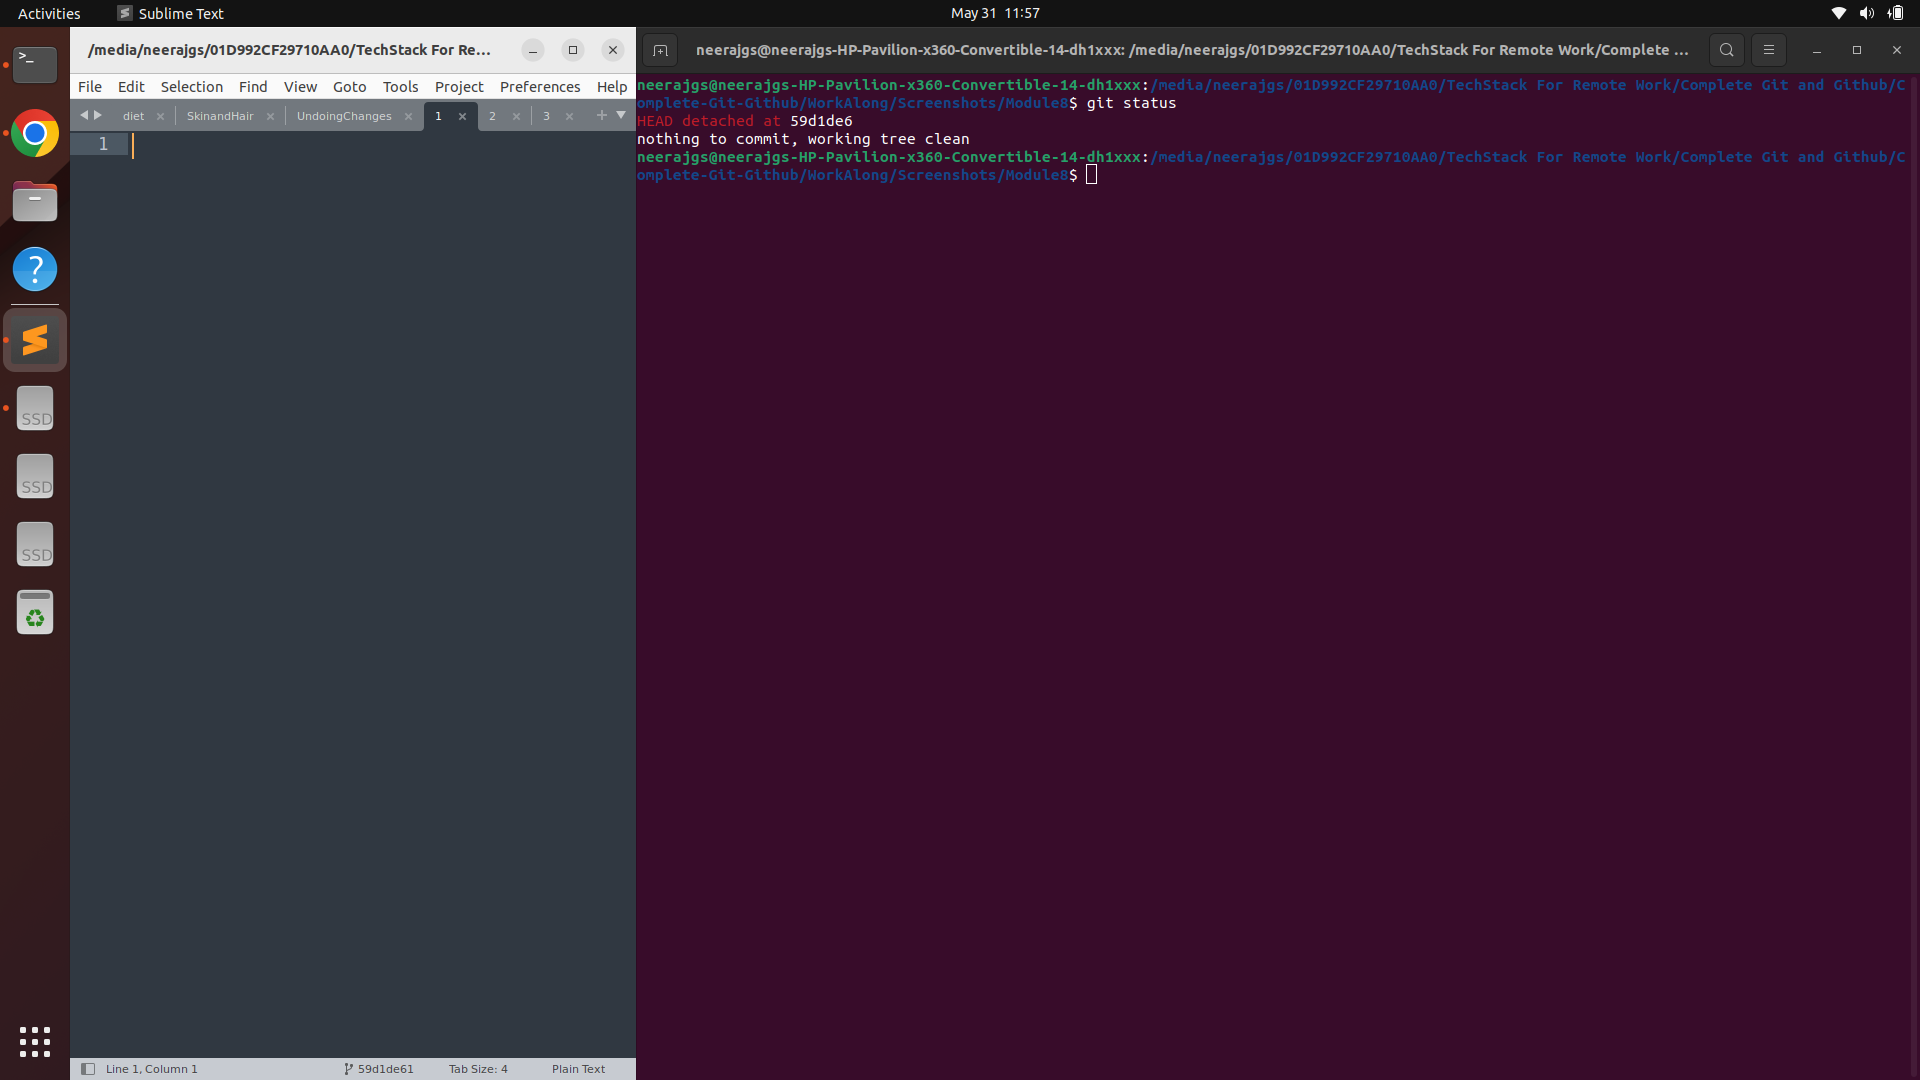 Activities
Sublime Text
May 31 11:57
/media/neerajgs/01D992CF29710AA0/TechStack For Re...
File Edit Selection Find View Goto Tools Project Preferences Help
diet × SkinandHair × UndoingChanges × 1 × 2 × 3 × +
1
Line 1, Column 1
59d1de61
Tab Size: 4
Plain Text
>_
?
SSD
SSD
SSD
neerajgs@neerajgs-HP-Pavilion-x360-Convertible-14-dh1xxx: /media/neerajgs/01D992CF29710AA0/TechStack For Remote Work/Complete ...
neerajgs@neerajgs-HP-Pavilion-x360-Convertible-14-dh1xxx:/media/neerajgs/01D992CF29710AA0/TechStack For Remote Work/Complete Git and Github/C
omplete-Git-Github/WorkAlong/Screenshots/Module8$ git status
HEAD detached at 59d1de6
nothing to commit, working tree clean
neerajgs@neerajgs-HP-Pavilion-x360-Convertible-14-dh1xxx:/media/neerajgs/01D992CF29710AA0/TechStack For Remote Work/Complete Git and Github/C
omplete-Git-Github/WorkAlong/Screenshots/Module8$